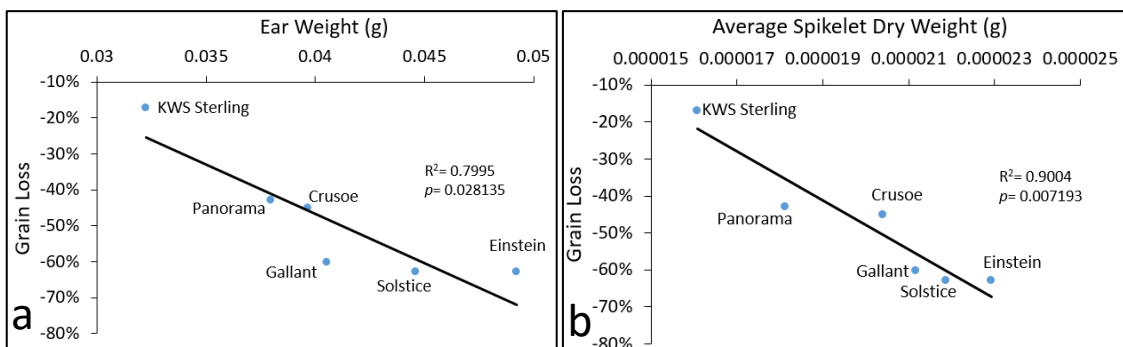 Ear Weight (g)
0.03 0.035 0.04 0.045 0.05
-10%
-20%
-30%
-40%
-50%
-60%
-70%
-80%
Grain Loss
KWS Sterling
R²= 0.7995
p= 0.028135
Panorama
Crusoe
Gallant
Solstice
Einstein
a
Average Spikelet Dry Weight (g)
0.000015 0.000017 0.000019 0.000021 0.000023 0.000025
-10%
-20%
-30%
-40%
-50%
-60%
-70%
-80%
Grain Loss
KWS Sterling
R²= 0.9004
p= 0.007193
Panorama
Crusoe
Gallant
Solstice
Einstein
b